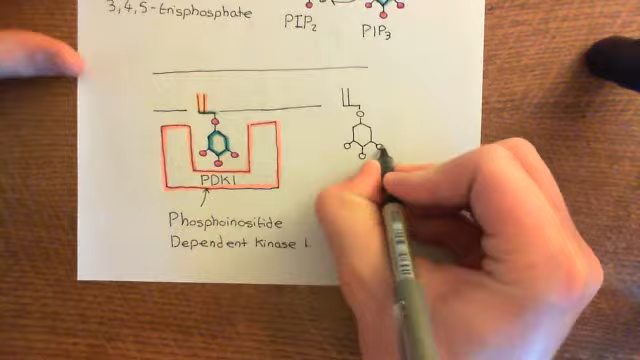 3,4,5-trisphosphate
PIP2
PIP3
PDK1
Phosphoinositide
Dependent Kinase 1.